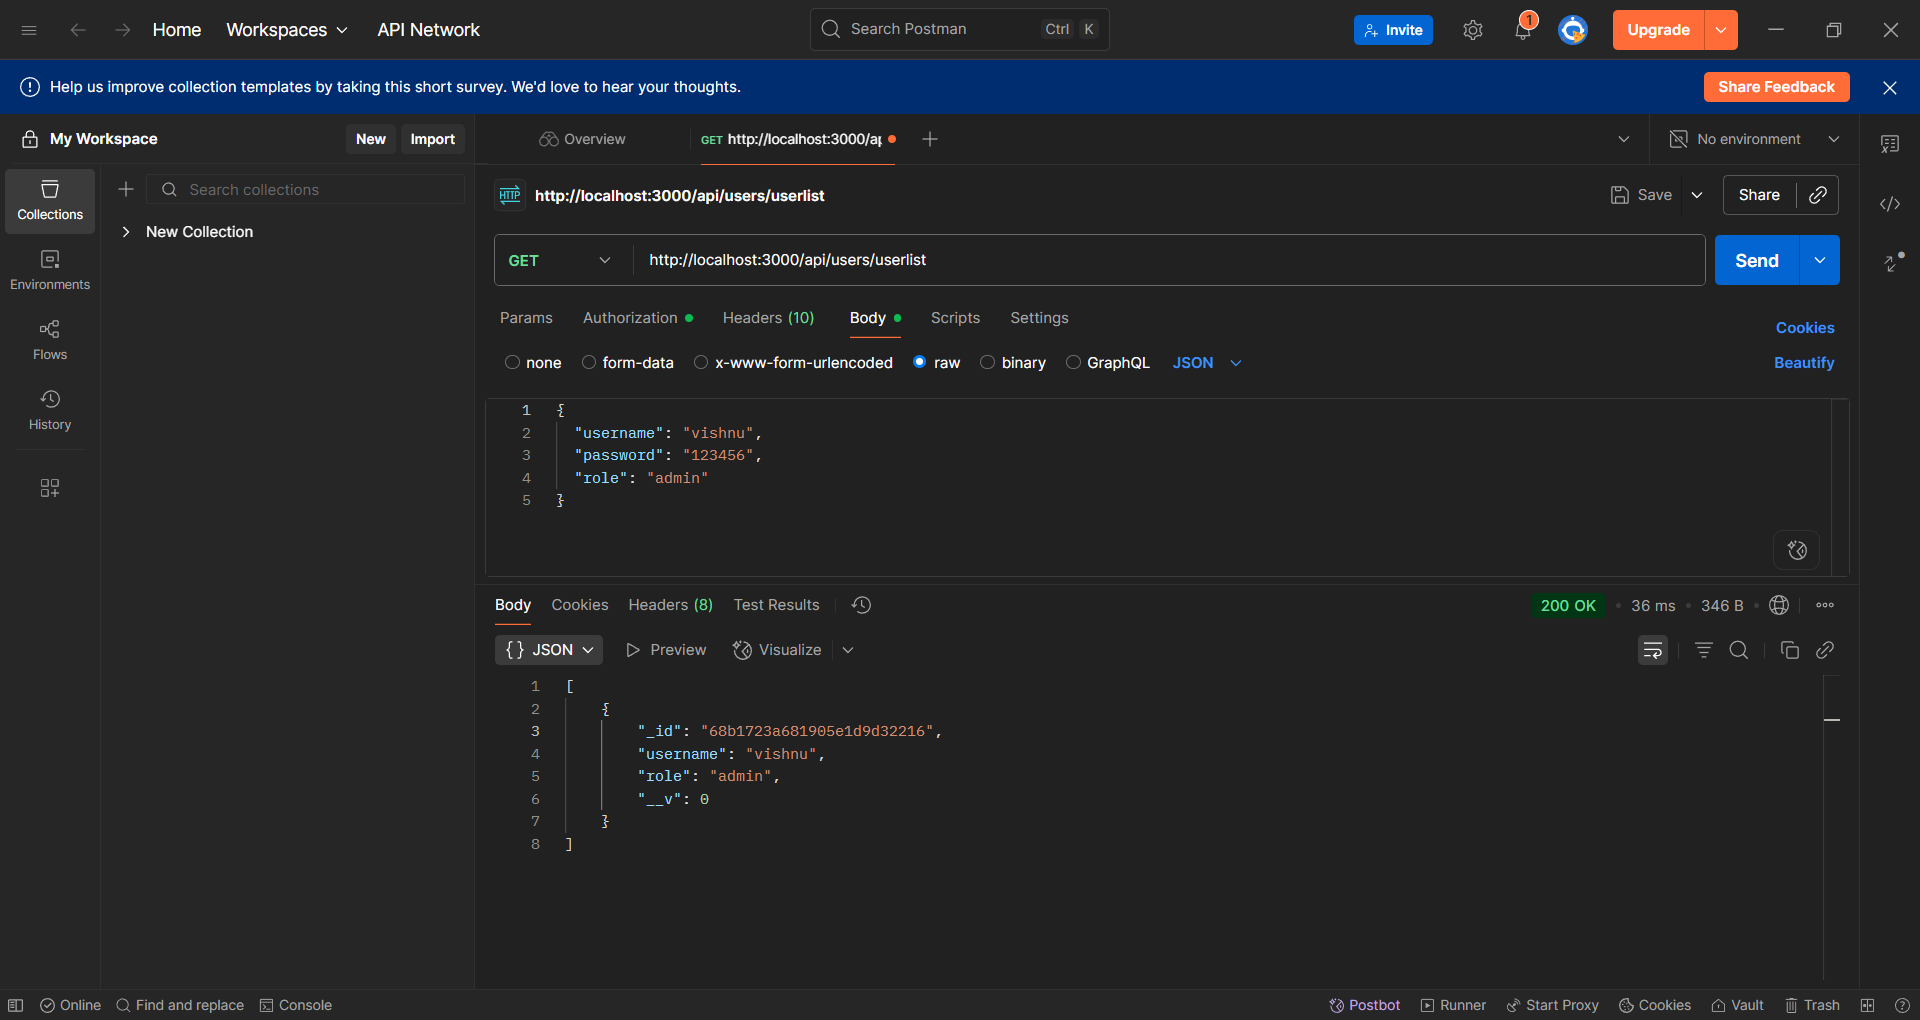 Home Workspaces API Network Search Postman Ctrl K Invite 1 Upgrade
Help us improve collection templates by taking this short survey. We'd love to hear your thoughts. Share Feedback
My Workspace New Import Overview GET http://localhost:3000/ap No environment
Search collections
HTTP http://localhost:3000/api/users/userlist Save Share
Collections
New Collection
GET http://localhost:3000/api/users/userlist Send
Environments
Params Authorization Headers (10) Body Scripts Settings Cookies
Flows
none form-data x-www-form-urlencoded raw binary GraphQL JSON Beautify
History
1 {
2 "username": "vishnu",
3 "password": "123456",
4 "role": "admin"
5 }
Body Cookies Headers (8) Test Results 200 OK 36 ms 346 B
{} JSON Preview Visualize
1 [
2 {
3 "_id": "68b1723a681905e1d9d32216",
4 "username": "vishnu",
5 "role": "admin",
6 "__v": 0
7 }
8 ]
Online Find and replace Console Postbot Runner Start Proxy Cookies Vault Trash